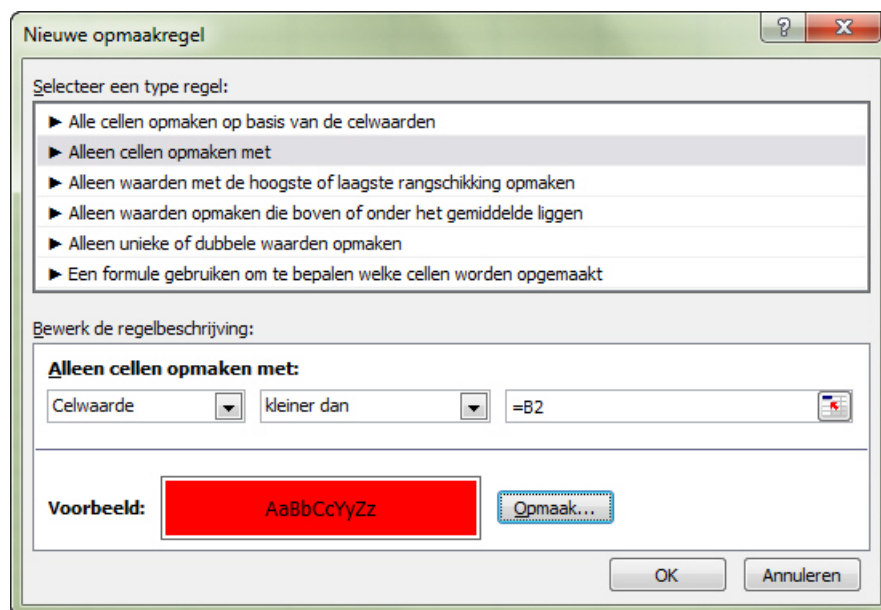 Nieuwe opmaakregel
Selecteer een type regel:
► Alle cellen opmaken op basis van de celwaarden
► Alleen cellen opmaken met
► Alleen waarden met de hoogste of laagste rangschikking opmaken
► Alleen waarden opmaken die boven of onder het gemiddelde liggen
► Alleen unieke of dubbele waarden opmaken
► Een formule gebruiken om te bepalen welke cellen worden opgemaakt
Bewerk de regelbeschrijving:
Alleen cellen opmaken met:
Celwaarde kleiner dan =B2
Voorbeeld: AaBbCcYyZz Opmaak...
OK Annuleren